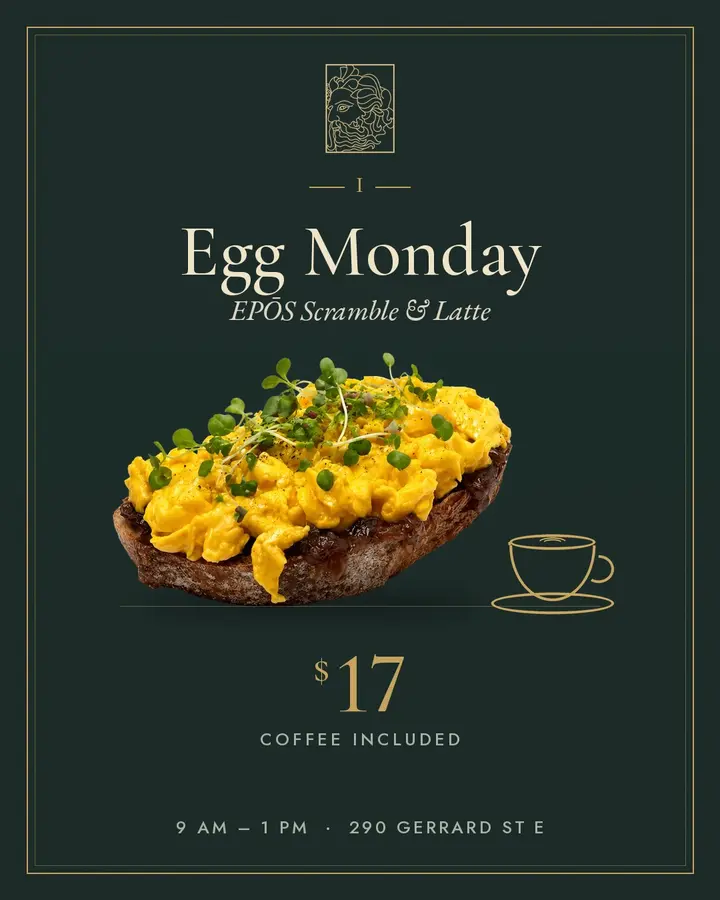 I
Egg Monday
EPŌS Scramble & Latte
$17
COFFEE INCLUDED
9 AM – 1 PM · 290 GERRARD ST E